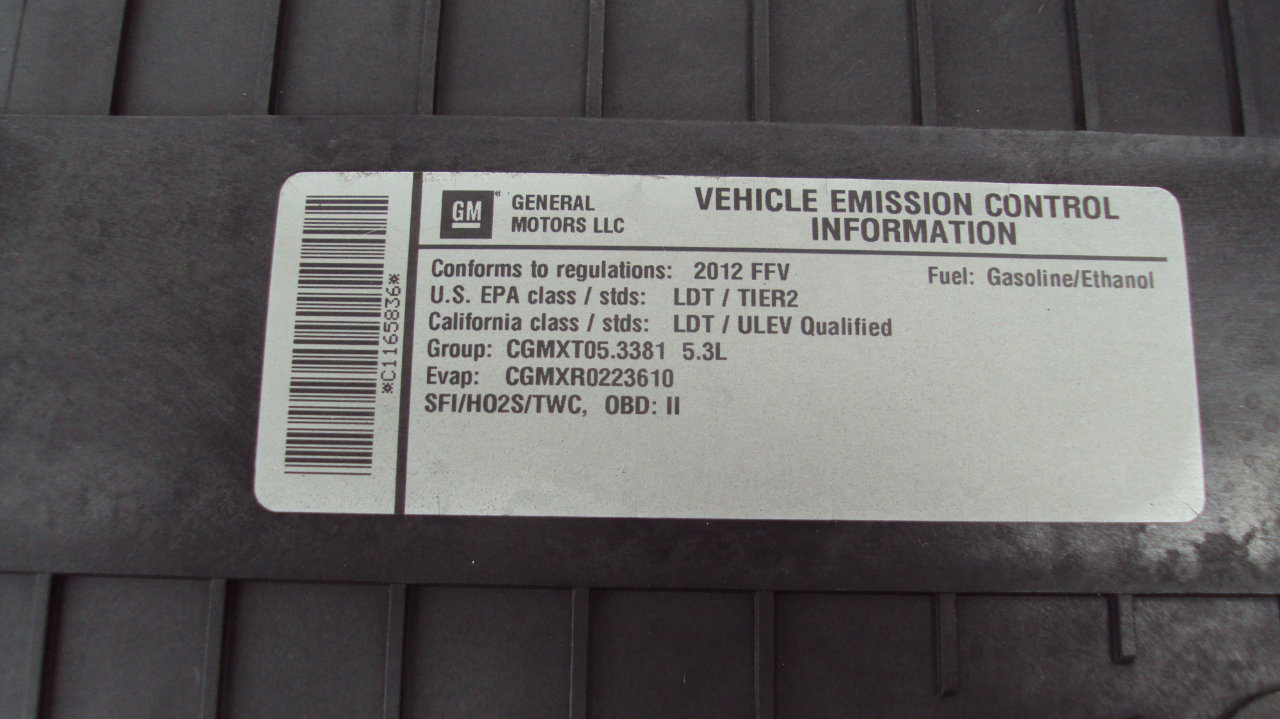 *C1165836*
GM
GENERAL
MOTORS LLC
VEHICLE EMISSION CONTROL
INFORMATION
Conforms to regulations: 2012 FFV
Fuel: Gasoline/Ethanol
U.S. EPA class / stds: LDT / TIER2
California class / stds: LDT / ULEV Qualified
Group: CGMXT05.3381 5.3L
Evap: CGMXR0223610
SFI/HO2S/TWC, OBD: II